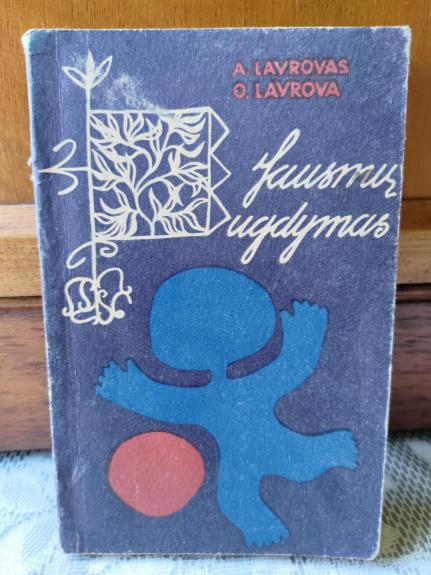 A. LAVROVAS
O. LAVROVA
Jausmų
ugdymas